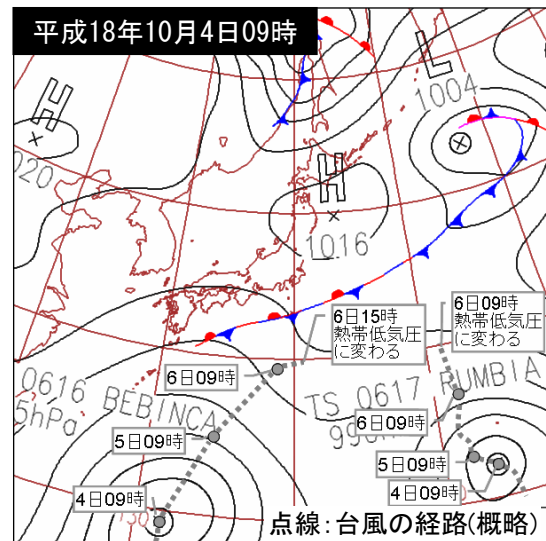 平成18年10月4日09時
H
020
L
1004
H
1016
6日15時
熱帯低気圧
に変わる
6日09時
熱帯低気圧
に変わる
0616 BEBINCA
5hPa
TS 0617 RUMBIA
6日09時
6日09時
5日09時
5日09時
4日09時
4日09時
130
点線:台風の経路(概略)